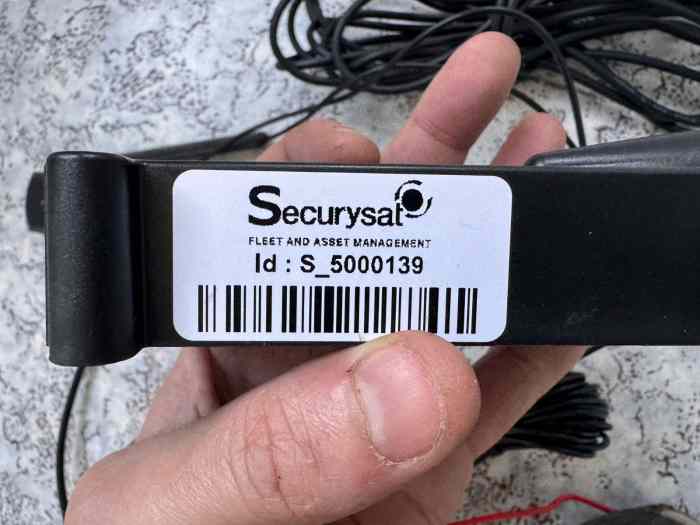 Securysat
FLEET AND ASSET MANAGEMENT
Id : S_5000139